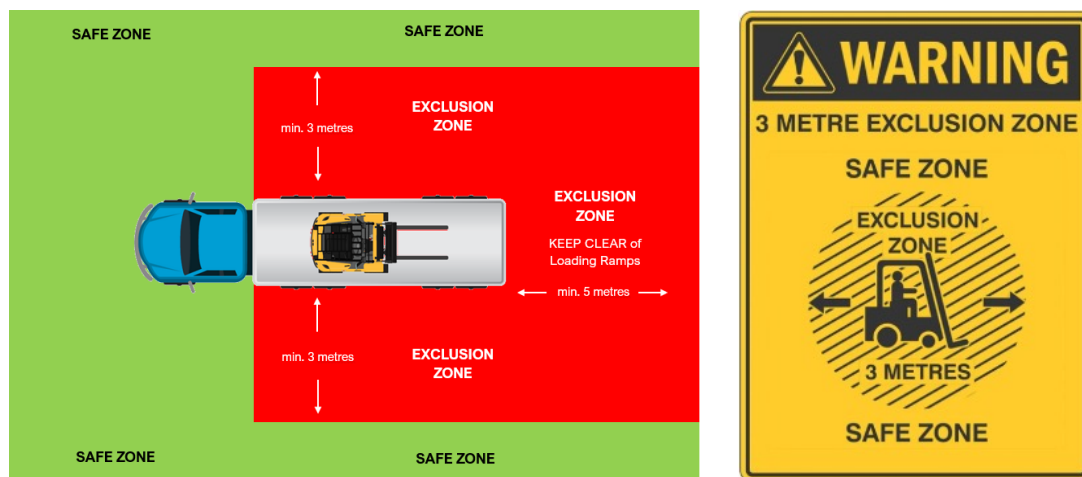 SAFE ZONE
SAFE ZONE
min. 3 metres
EXCLUSION
ZONE
EXCLUSION
ZONE
KEEP CLEAR of
Loading Ramps
min. 5 metres
min. 3 metres
EXCLUSION
ZONE
SAFE ZONE
SAFE ZONE
WARNING
3 METRE EXCLUSION ZONE
SAFE ZONE
EXCLUSION
ZONE
3 METRES
SAFE ZONE